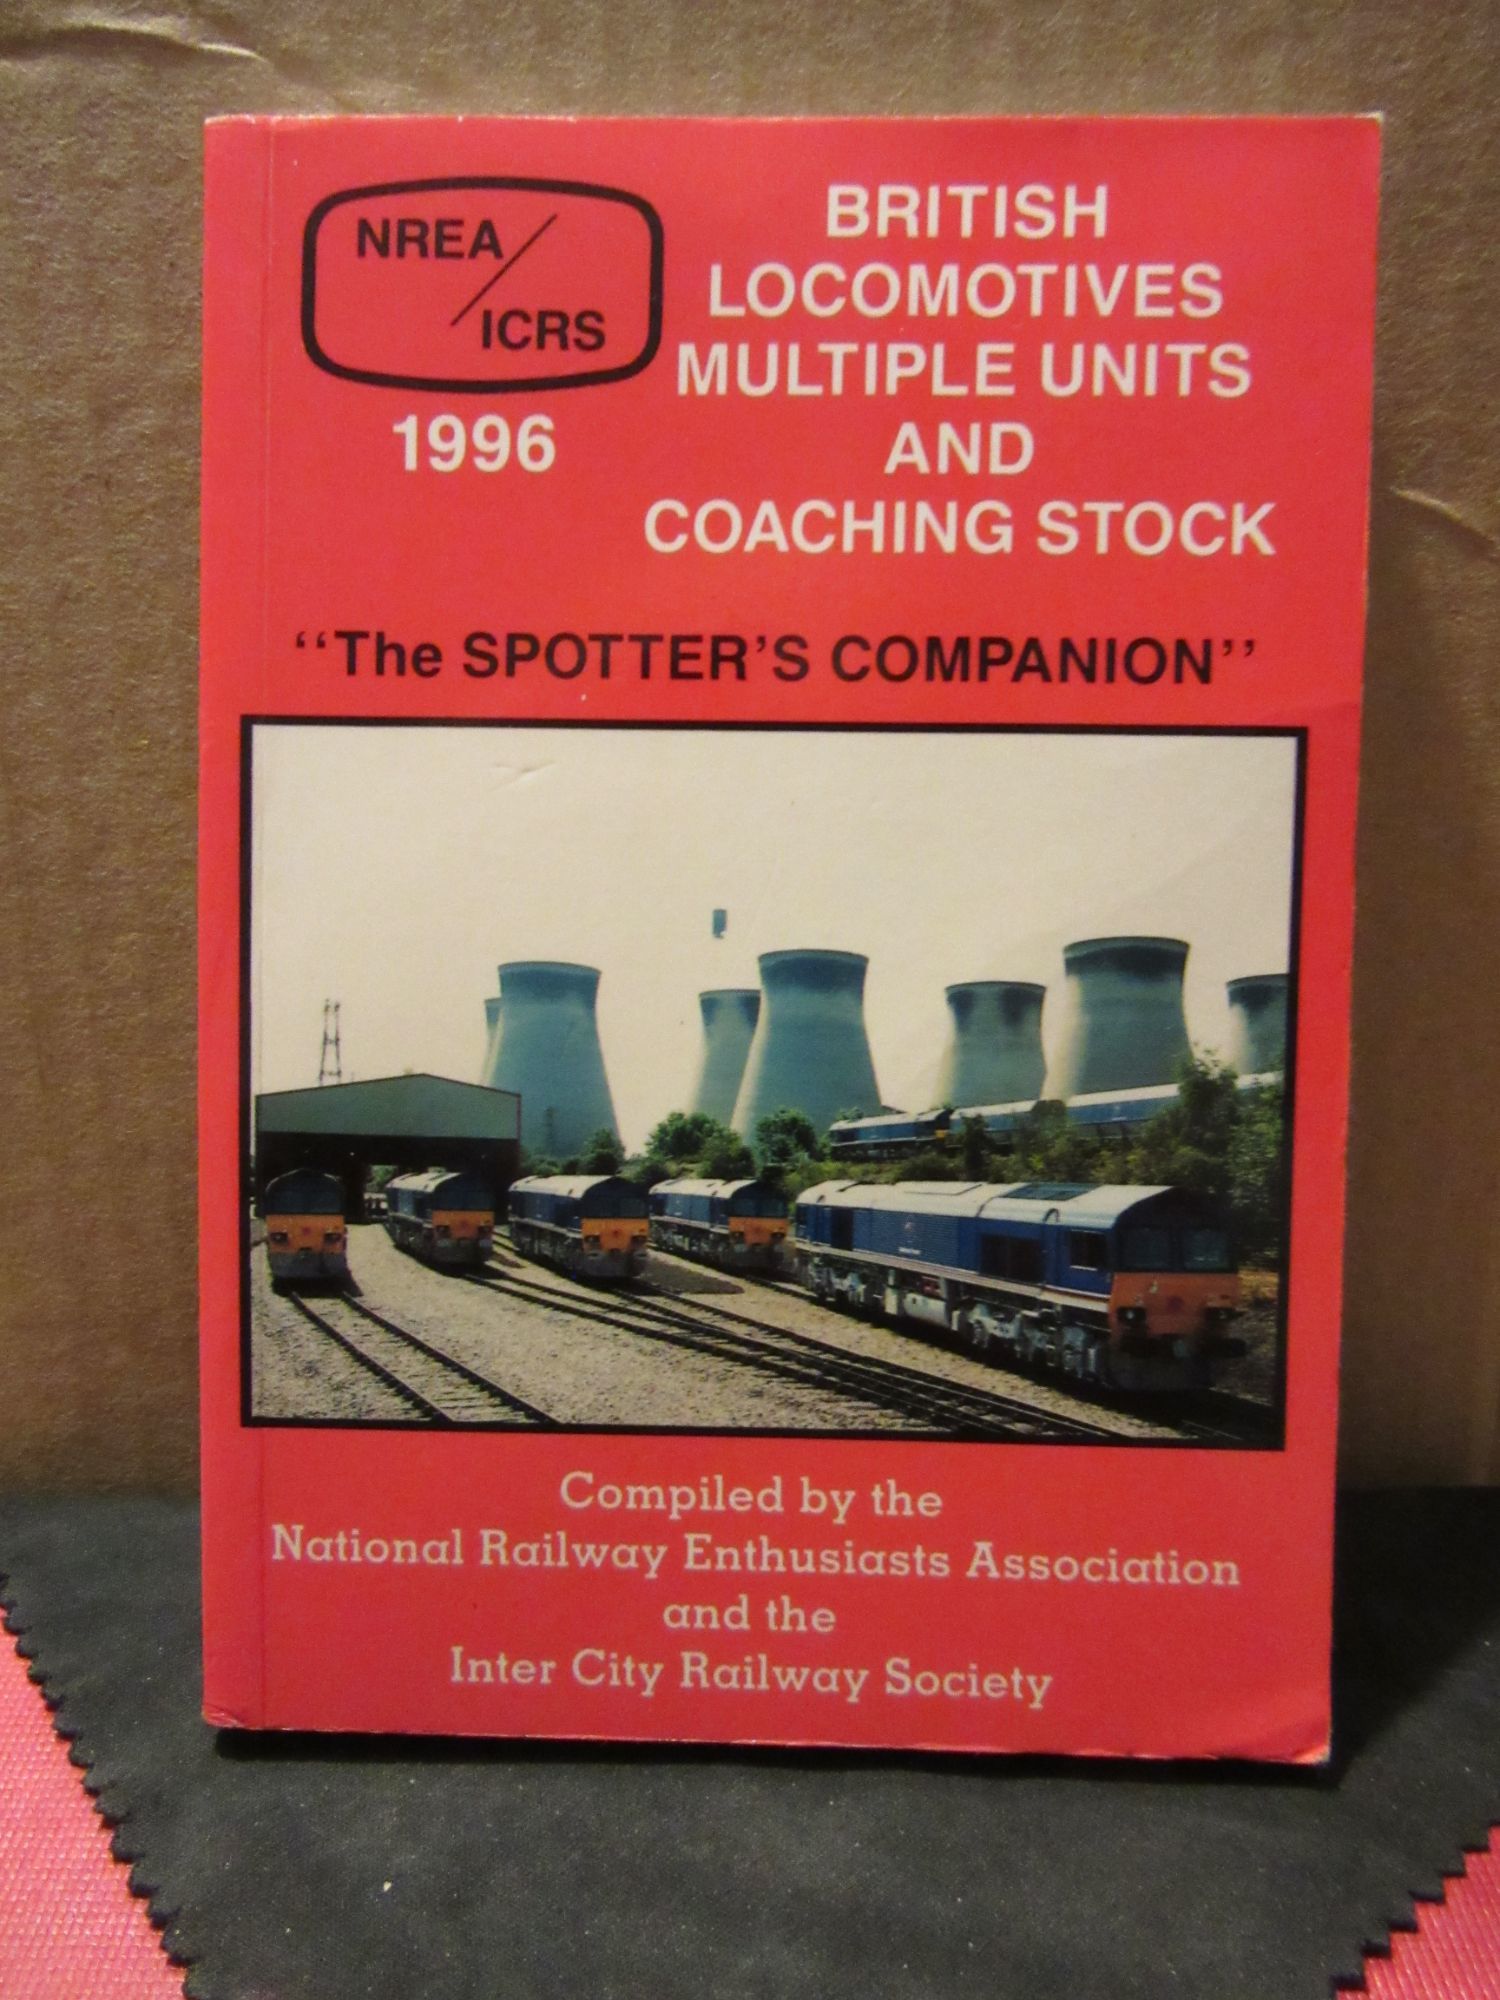 NREA/
ICRS
1996
BRITISH
LOCOMOTIVES
MULTIPLE UNITS
AND
COACHING STOCK
‘‘The SPOTTER’S COMPANION’’
Compiled by the
National Railway Enthusiasts Association
and the
Inter City Railway Society